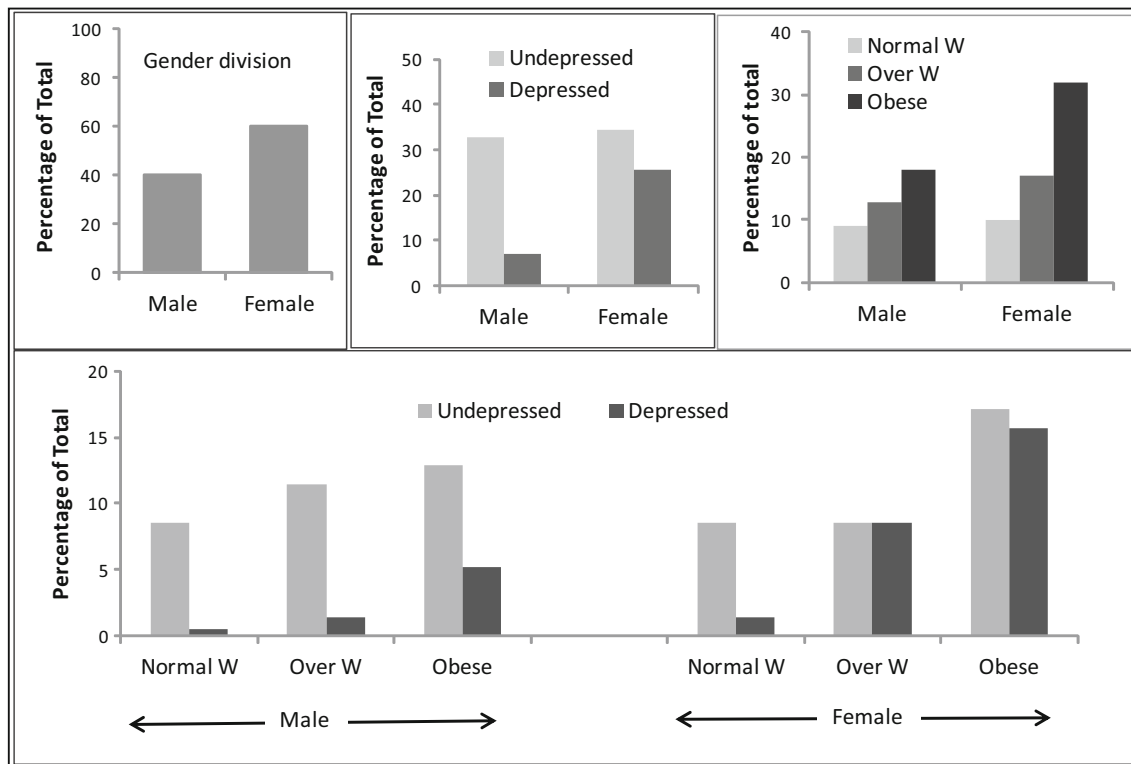 Percentage of Total
100
80
60
40
20
0
Gender division
Male Female
Percentage of Total
50
40
30
20
10
0
Undepressed
Depressed
Male Female
Percentage of total
40
30
20
10
0
Normal W
Over W
Obese
Male Female
Percentage of Total
20
15
10
5
0
Undepressed Depressed
Normal W Over W Obese Normal W Over W Obese
Male Female